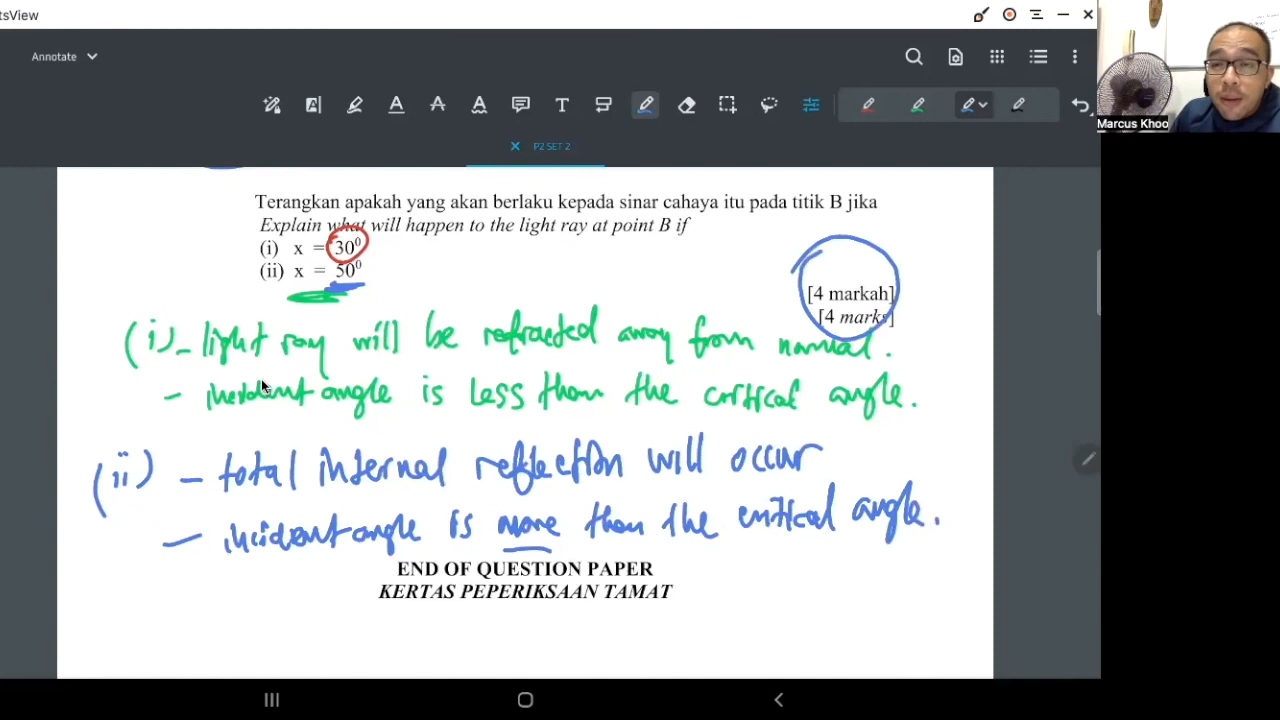 tsView
Annotate
Marcus Khoo
P2 SET 2
Terangkan apakah yang akan berlaku kepada sinar cahaya itu pada titik B jika
Explain what will happen to the light ray at point B if
(i) x = 30⁰
(ii) x = 50⁰
[4 markah]
[4 marks]
(i) - light ray will be refracted away from normal.
- incident angle is less than the critical angle.
(ii) - total internal reflection will occur
- incident angle is more than the critical angle.
END OF QUESTION PAPER
KERTAS PEPERIKSAAN TAMAT